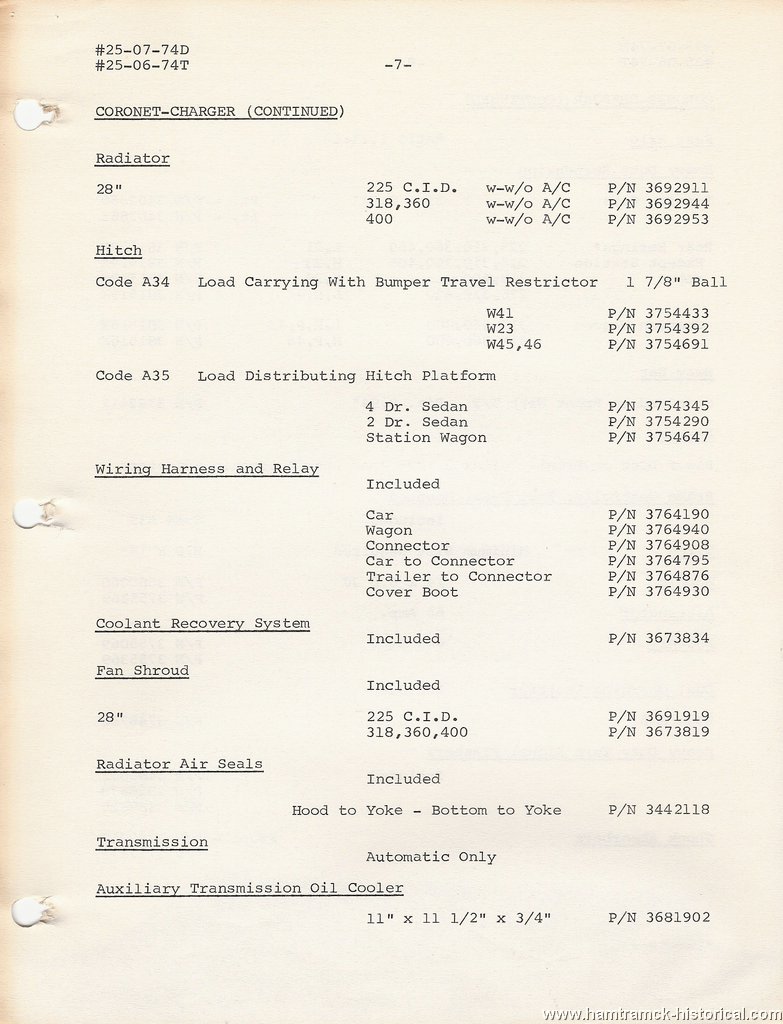 #25-07-74D
#25-06-74T -7-
CORONET-CHARGER (CONTINUED)
Radiator
28" 225 C.I.D. w-w/o A/C P/N 3692911
318,360 w-w/o A/C P/N 3692944
400 w-w/o A/C P/N 3692953
Hitch
Code A34 Load Carrying With Bumper Travel Restrictor 1 7/8" Ball
W41 P/N 3754433
W23 P/N 3754392
W45,46 P/N 3754691
Code A35 Load Distributing Hitch Platform
4 Dr. Sedan P/N 3754345
2 Dr. Sedan P/N 3754290
Station Wagon P/N 3754647
Wiring Harness and Relay
Included
Car P/N 3764190
Wagon P/N 3764940
Connector P/N 3764908
Car to Connector P/N 3764795
Trailer to Connector P/N 3764876
Cover Boot P/N 3764930
Coolant Recovery System
Included P/N 3673834
Fan Shroud
Included
28" 225 C.I.D. P/N 3691919
318,360,400 P/N 3673819
Radiator Air Seals
Included
Hood to Yoke - Bottom to Yoke P/N 3442118
Transmission
Automatic Only
Auxiliary Transmission Oil Cooler
11" x 11 1/2" x 3/4" P/N 3681902
www.hamtramck-historical.com